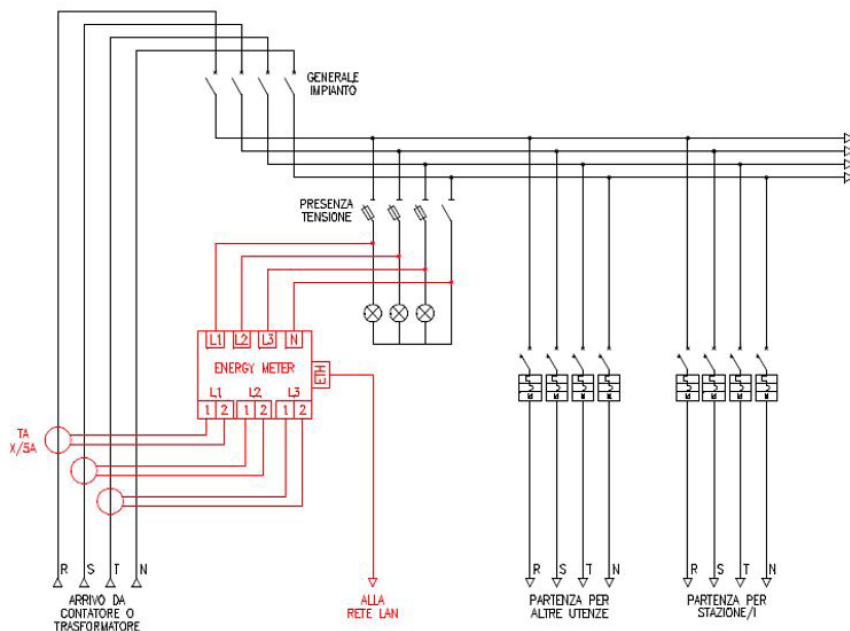 GENERALE
IMPIANTO
PRESENZA
TENSIONE
L1 L2 L3 N
ENERGY METER
ETH
L1 L2 L3
1 2 1 2 1 2
TA
X/5A
R S T N
ARRIVO DA
CONTATORE O
TRASFORMATORE
ALLA
RETE LAN
R S T N
PARTENZA PER
ALTRE UTENZE
R S T N
PARTENZA PER
STAZIONE/I